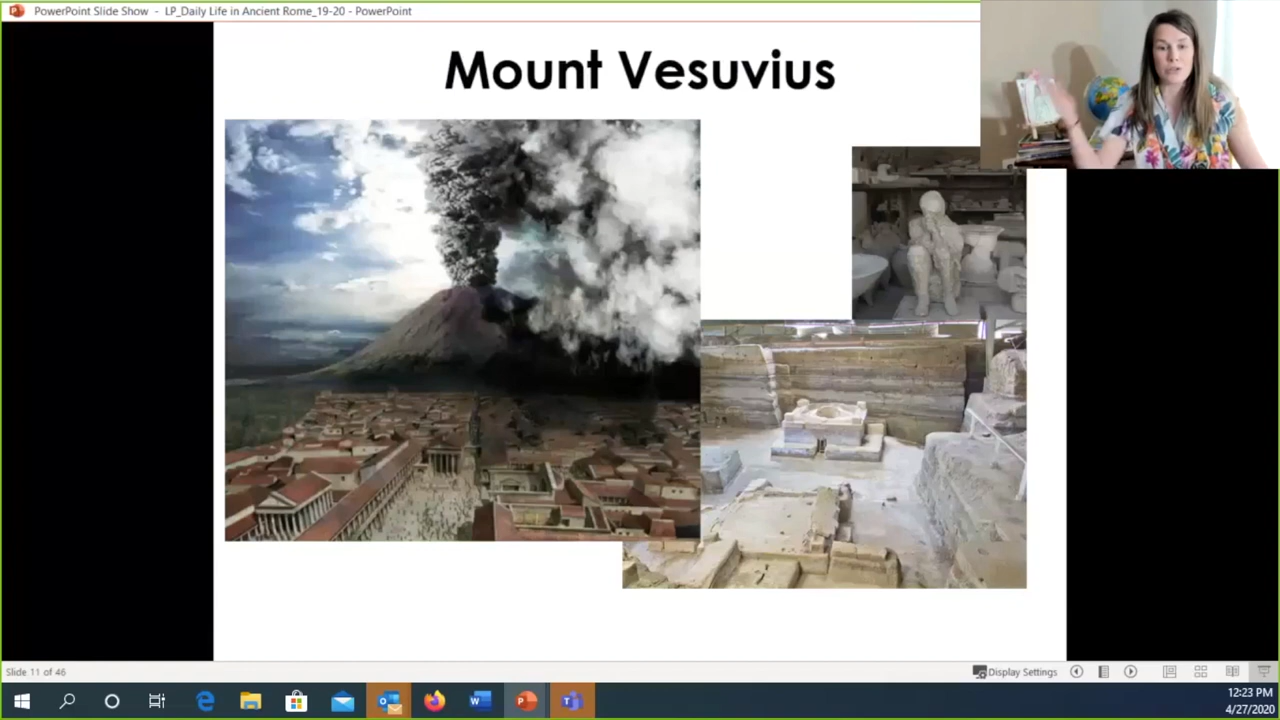 PowerPoint Slide Show - LP_Daily Life in Ancient Rome_19-20 - PowerPoint
Mount Vesuvius
Slide 11 of 46
Display Settings
12:23 PM
4/27/2020